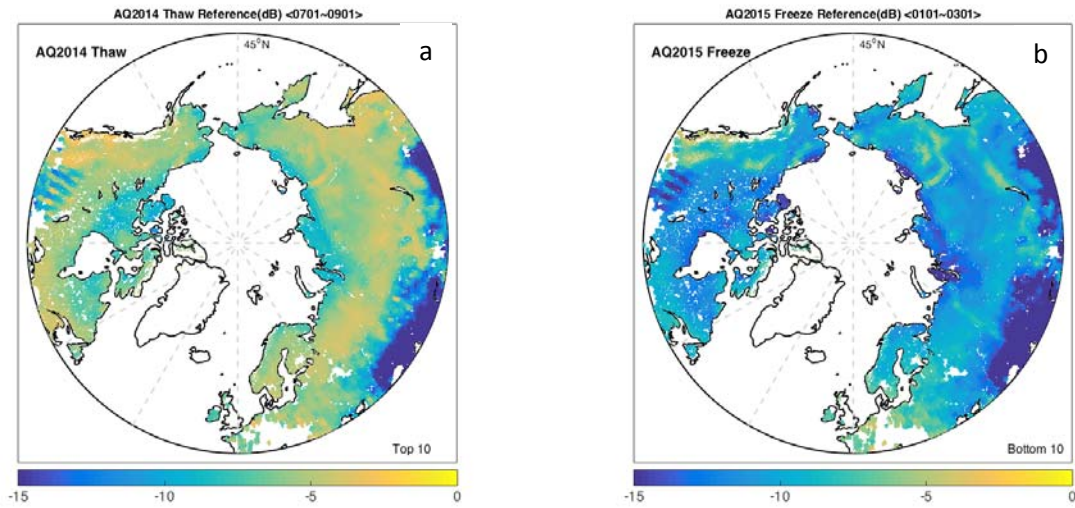 AQ2014 Thaw Reference(dB) <0701~0901>
AQ2014 Thaw
a
45°N
Top 10
-15 -10 -5 0
AQ2015 Freeze Reference(dB) <0101~0301>
AQ2015 Freeze
b
45°N
Bottom 10
-15 -10 -5 0